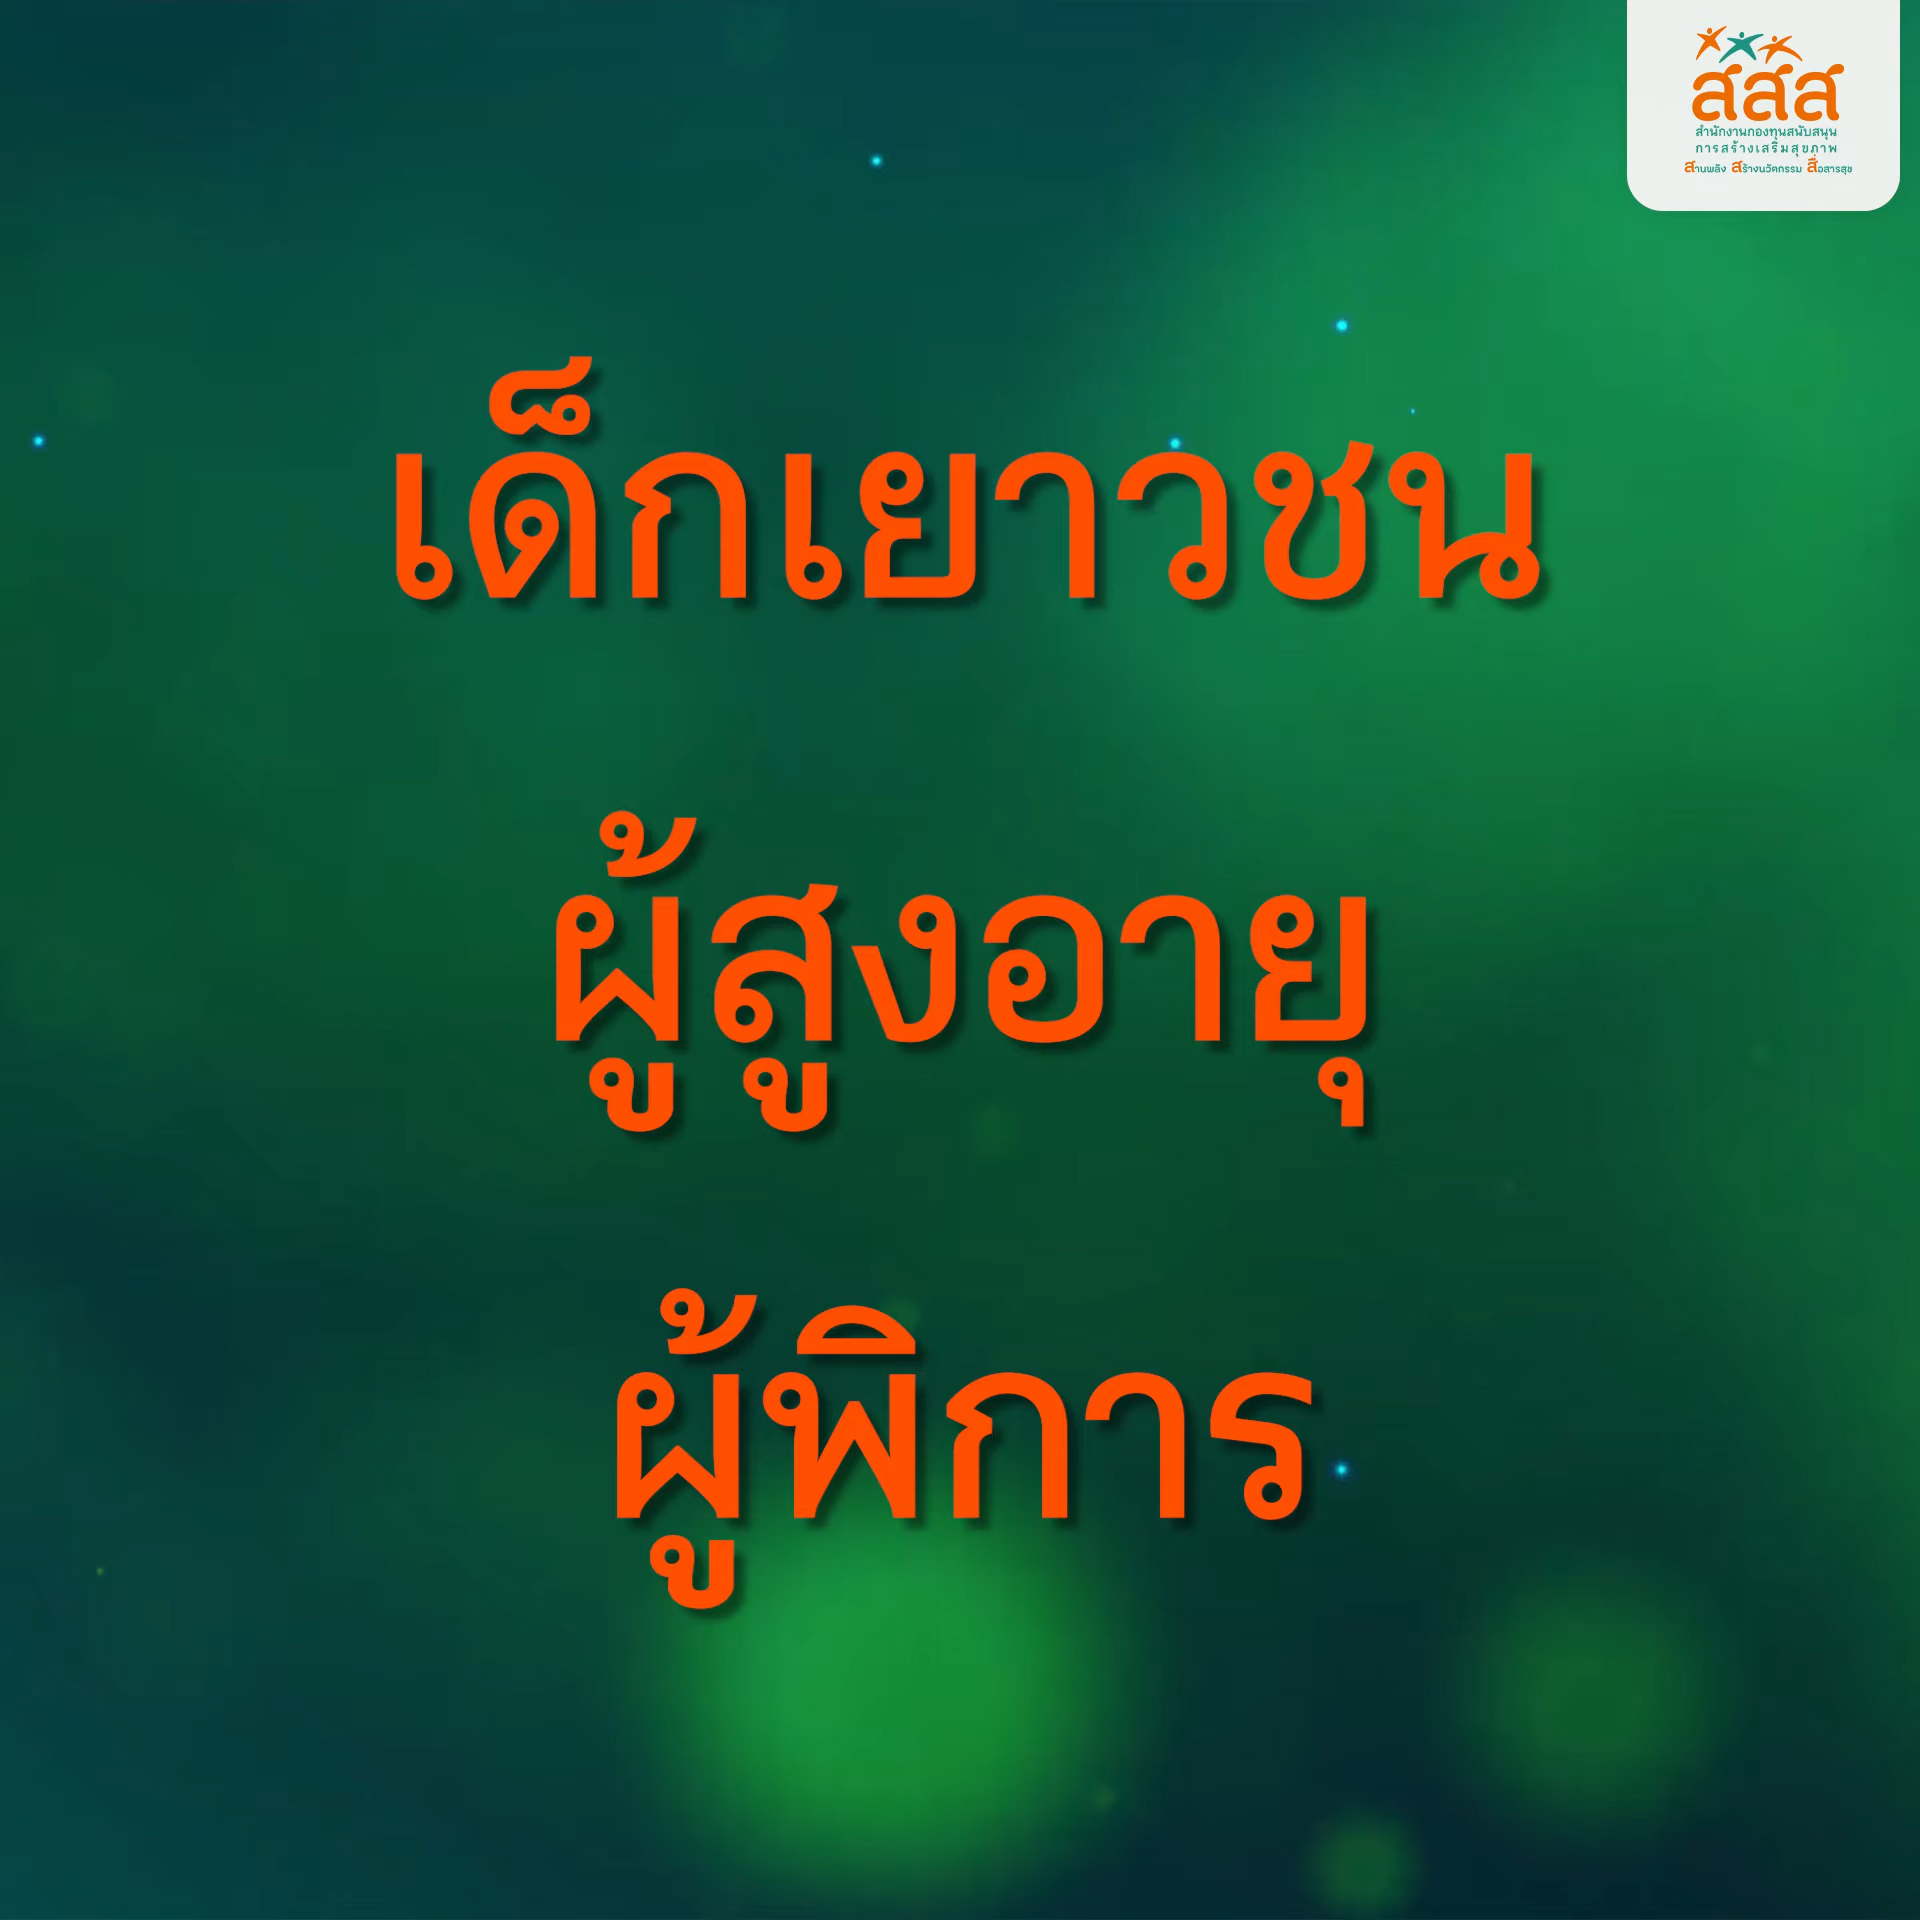 สสส
สำนักงานกองทุนสนับสนุน
การสร้างเสริมสุขภาพ
สานพลัง สร้างนวัตกรรม สื่อสารสุข
เด็กเยาวชน
ผู้สูงอายุ
ผู้พิการ